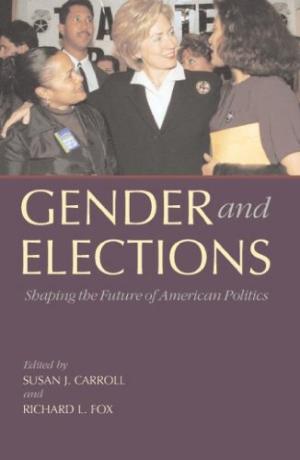 GENDER and
ELECTIONS
Shaping the Future of American Politics
Edited by
SUSAN J. CARROLL
and
RICHARD L. FOX